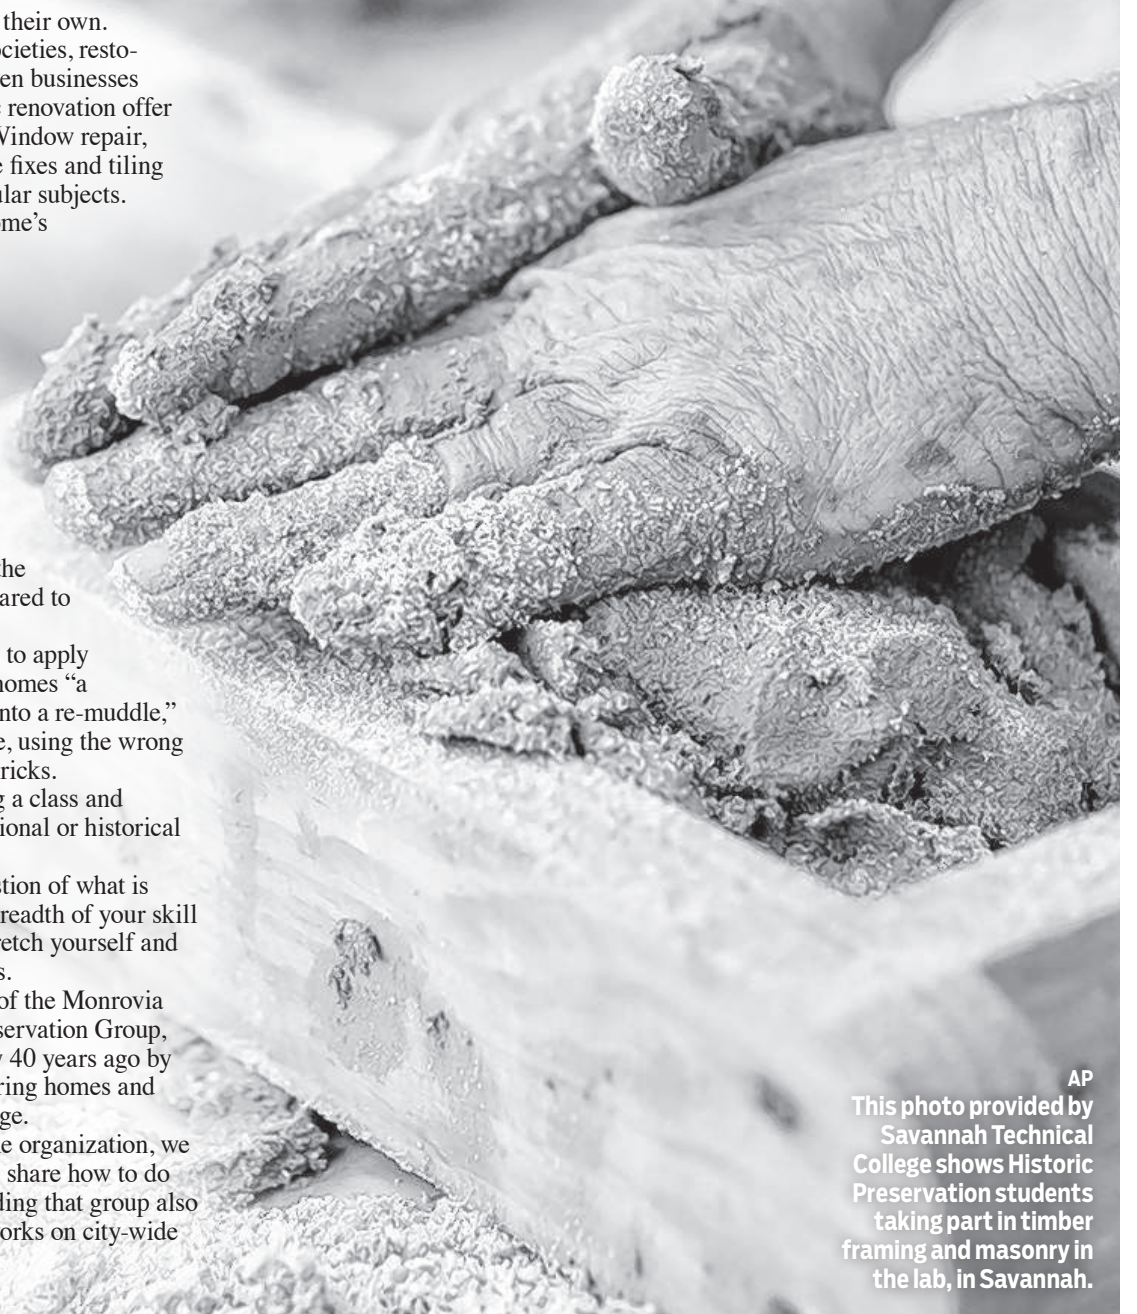 their own.
cieties, resto-
en businesses
renovation offer
Window repair,
e fixes and tiling
ular subjects.
ome’s
the
ared to
to apply
homes “a
nto a re-muddle,”
e, using the wrong
ricks.
g a class and
ional or historical
stion of what is
readth of your skill
retch yourself and
s.
of the Monrovia
servation Group,
y 40 years ago by
ring homes and
ge.
e organization, we
share how to do
ding that group also
orks on city-wide
AP
This photo provided by
Savannah Technical
College shows Historic
Preservation students
taking part in timber
framing and masonry in
the lab, in Savannah.